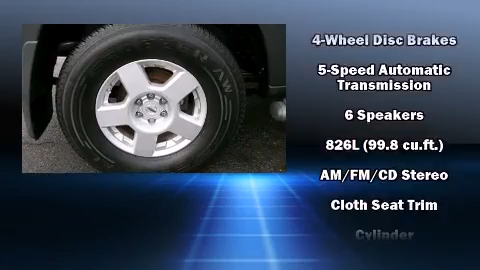 4-Wheel Disc Brakes
5-Speed Automatic
Transmission
6 Speakers
826L (99.8 cu.ft.)
AM/FM/CD Stereo
Cloth Seat Trim
Cylinder